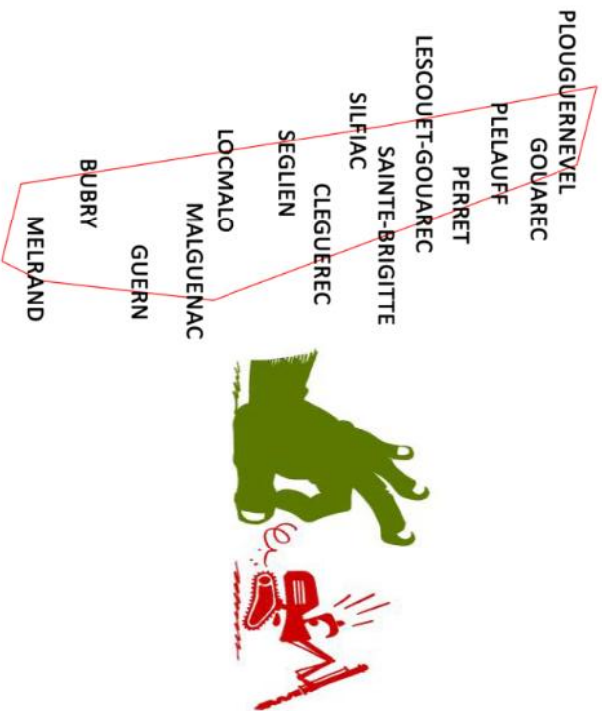 PLOUGUERNEVEL
GOUAREC
PLELAUFF
PERRET
LESCOUET-GOUAREC
SAINTE-BRIGITTE
SILFIAC
CLEGUEREC
SEGLIEN
LOCMALO
MALGUENAC
GUERN
BUBRY
MELRAND